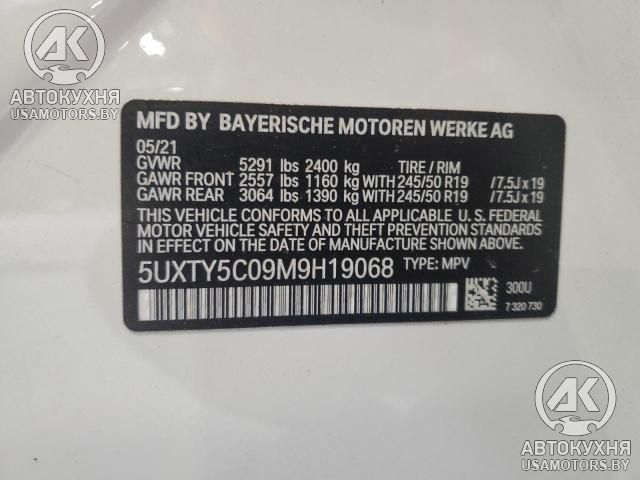 AK
АВТОКУХНЯ
USAMOTORS.BY
MFD BY BAYERISCHE MOTOREN WERKE AG
05/21
GVWR 5291 lbs 2400 kg TIRE / RIM
GAWR FRONT 2557 lbs 1160 kg WITH 245/50 R19 /7.5J x 19
GAWR REAR 3064 lbs 1390 kg WITH 245/50 R19 /7.5J x 19
THIS VEHICLE CONFORMS TO ALL APPLICABLE U. S. FEDERAL
MOTOR VEHICLE SAFETY, BUMPER, AND THEFT PREVENTION
STANDARDS IN EFFECT ON THE DATE OF MANUFACTURE SHOWN ABOVE.
5UXTY5C09M9H19068 TYPE: MPV
300U
7 320 730
AK
АВТОКУХНЯ
USAMOTORS.BY